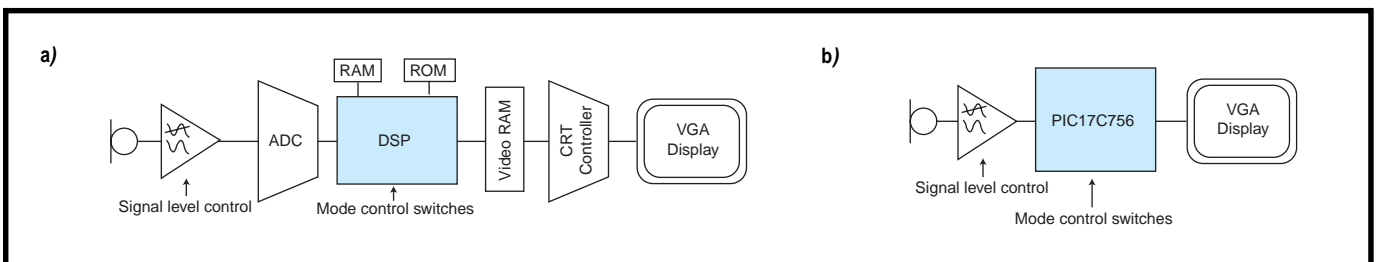 a)
RAM
ROM
ADC
DSP
Video RAM
CRT
Controller
VGA
Display
Signal level control
Mode control switches
b)
PIC17C756
VGA
Display
Signal level control
Mode control switches